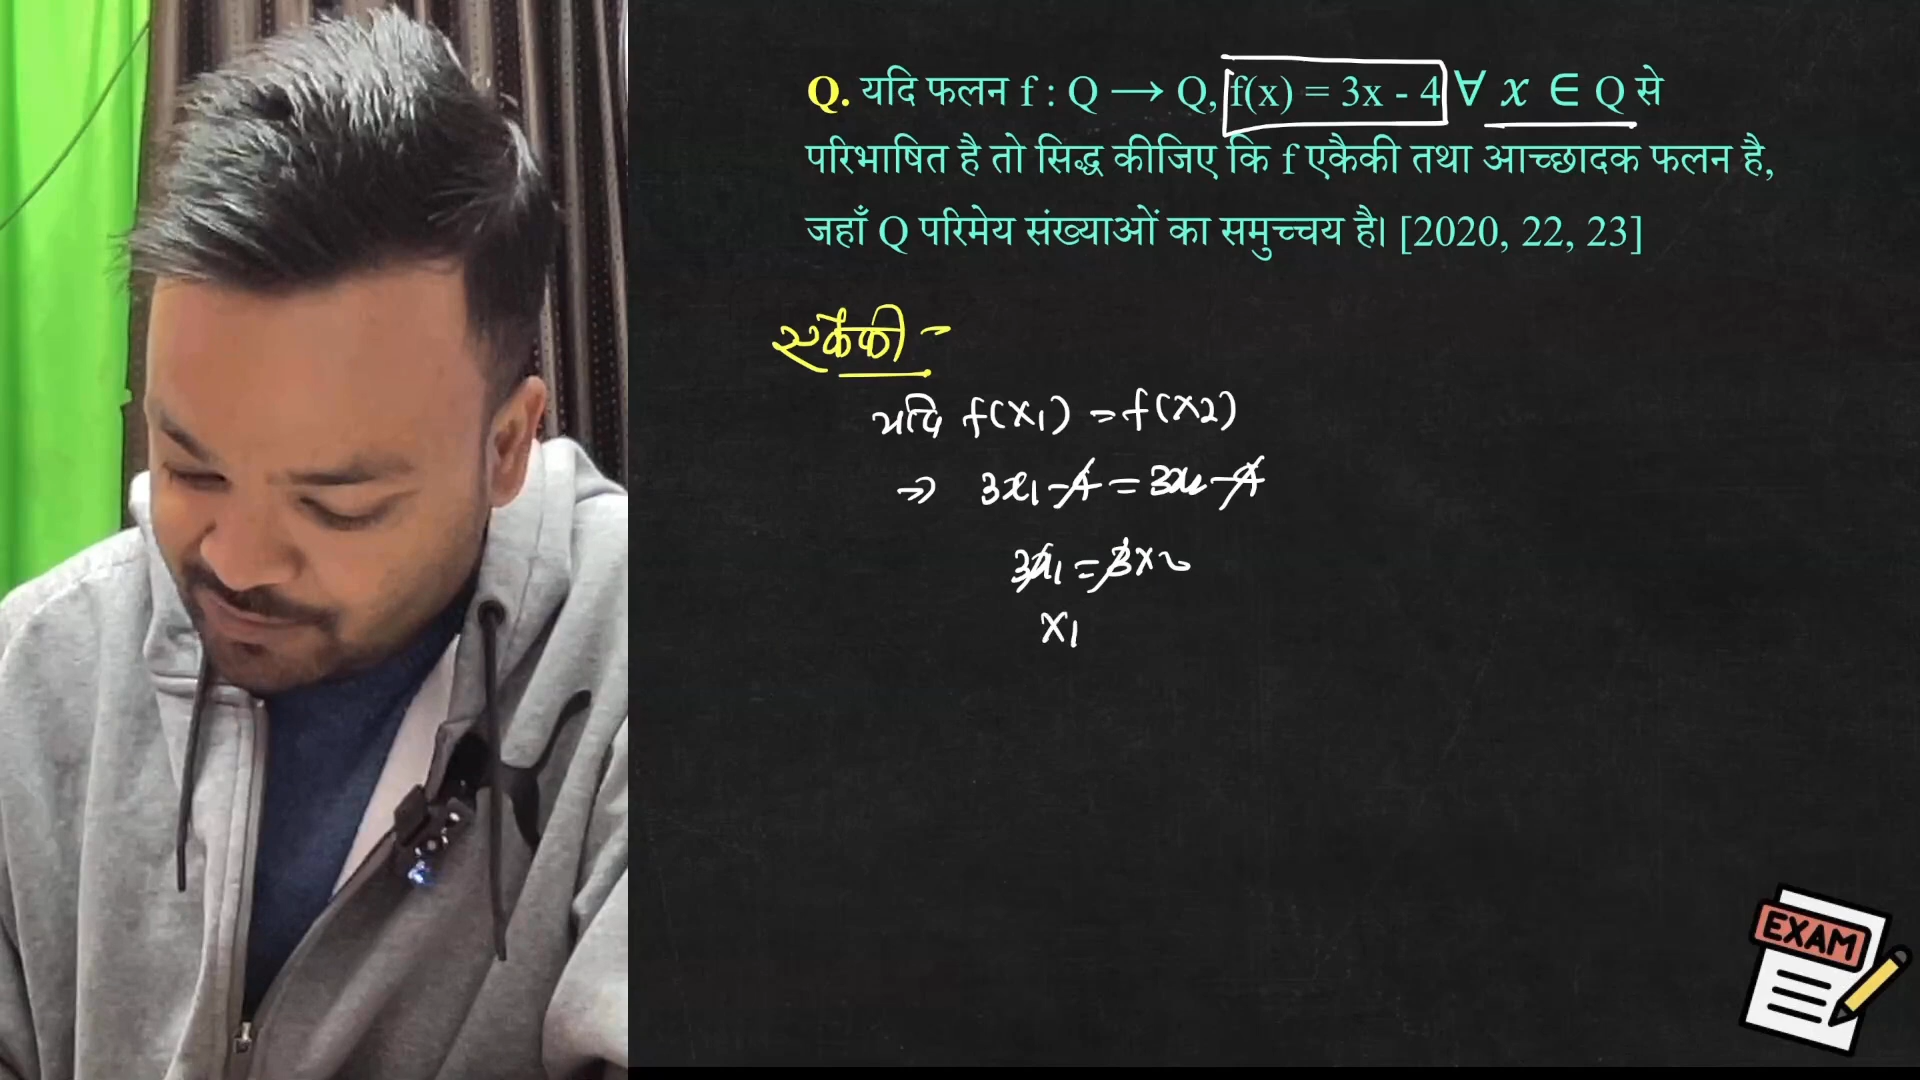 Q. यदि फलन f : Q ⟶ Q, f(x) = 3x - 4 ∀ x ∈ Q से
परिभाषित है तो सिद्ध कीजिए कि f एकैकी तथा आच्छादक फलन है,
जहाँ Q परिमेय संख्याओं का समुच्चय है। [2020, 22, 23]
एकैकी -
यदि f(x1) = f(x2)
⇒ 3x1 - 4 = 3x2 - 4
3x1 = 3x2
x1
EXAM